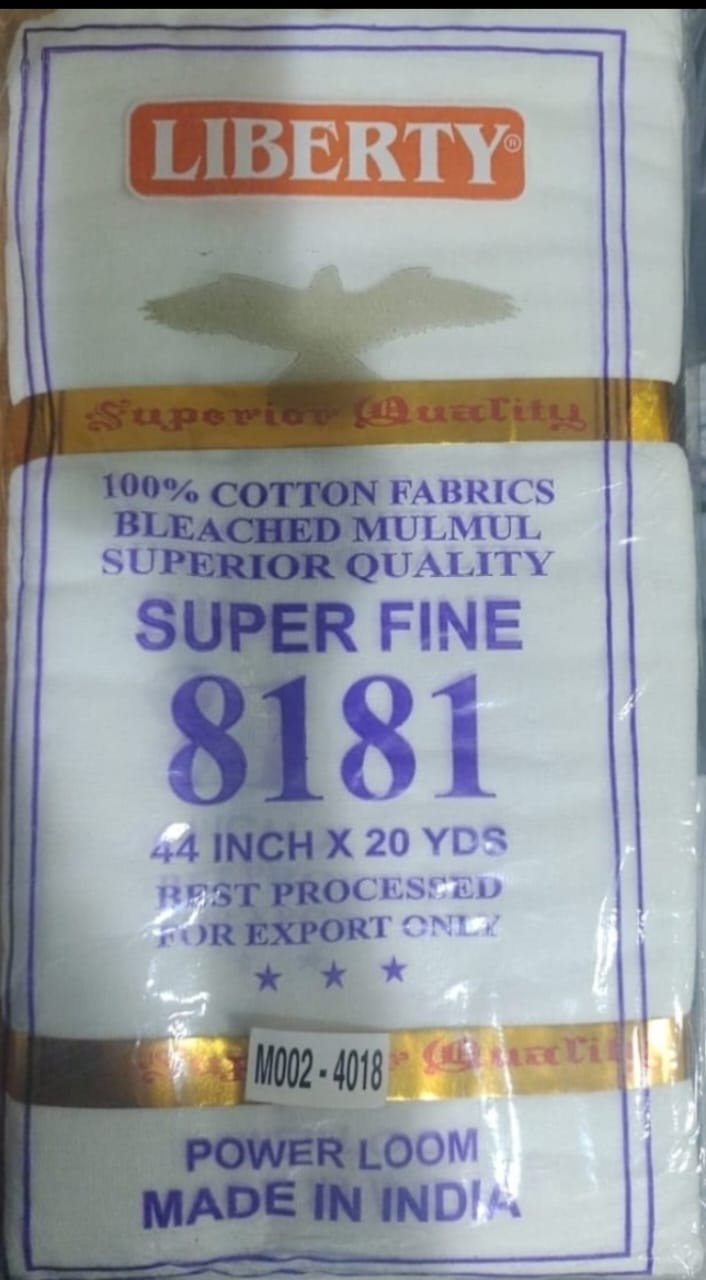 LIBERTY®
Superior Quality
100% COTTON FABRICS
BLEACHED MULMUL
SUPERIOR QUALITY
SUPER FINE
8181
44 INCH X 20 YDS
BEST PROCESSED
FOR EXPORT ONLY
M002 - 4018
POWER LOOM
MADE IN INDIA